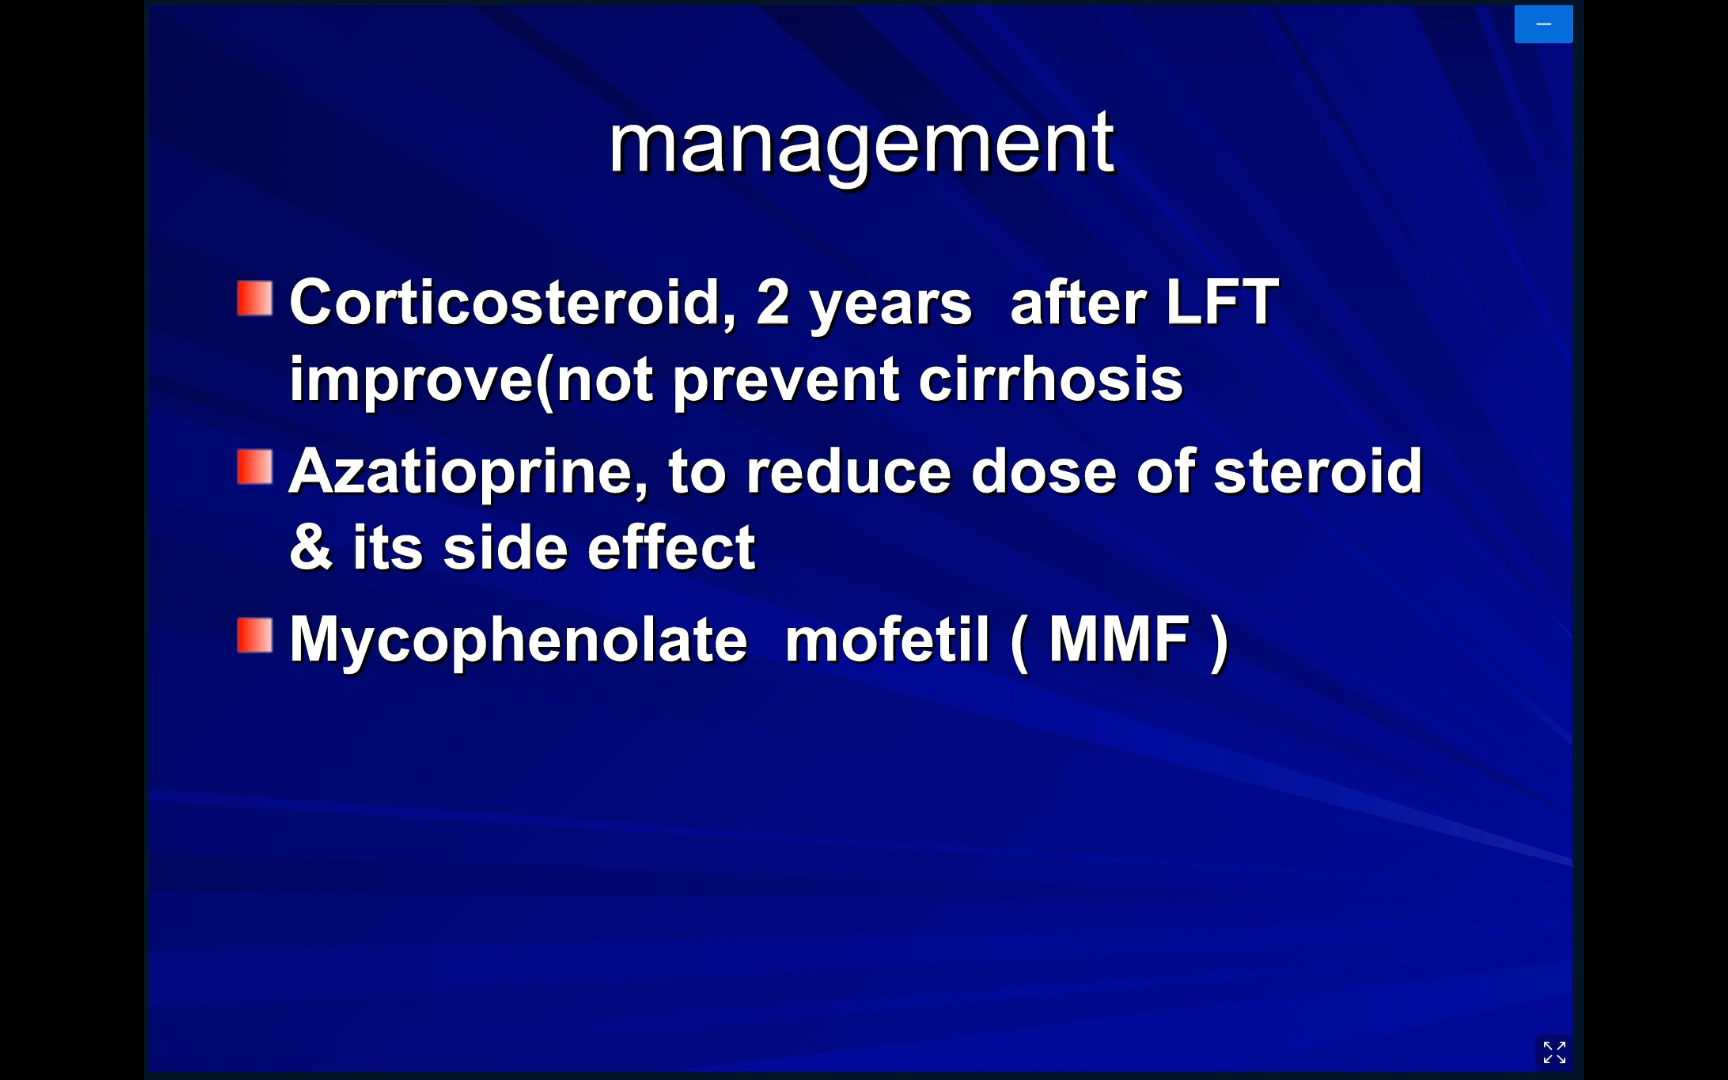 management
Corticosteroid, 2 years  after LFT
improve(not prevent cirrhosis
Azatioprine, to reduce dose of steroid
& its side effect
Mycophenolate  mofetil ( MMF )